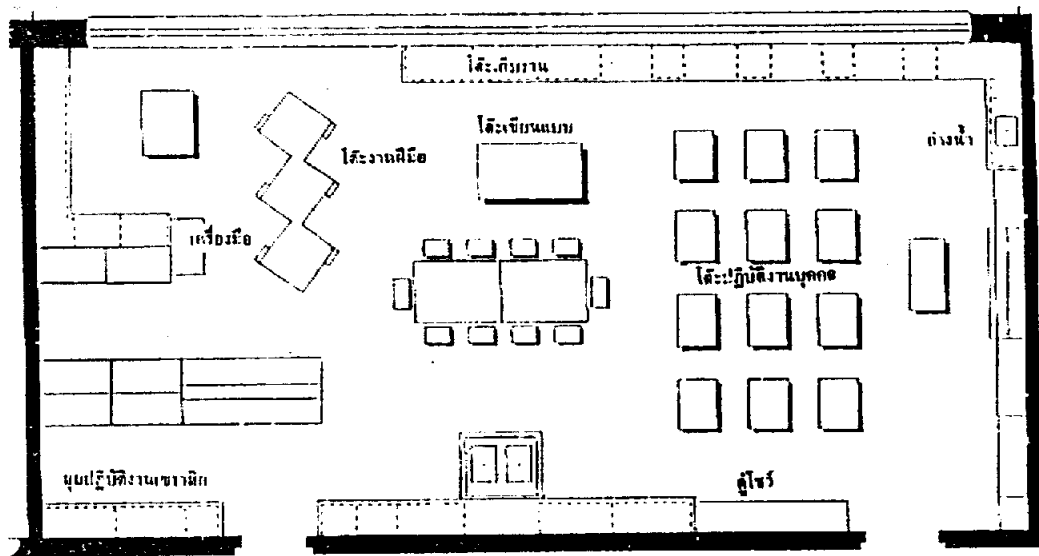 โต๊ะเก็บงาน
โต๊ะเขียนแบบ
อ่างน้ำ
โต๊ะงานฝีมือ
เครื่องมือ
โต๊ะปฏิบัติงานบุคคล
มุมปฏิบัติงานเซรามิก
ตู้โชว์